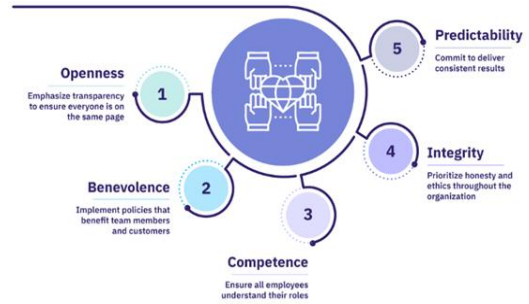 1
Openness
Emphasize transparency
to ensure everyone is on
the same page
2
Benevolence
Implement policies that
benefit team members
and customers
3
Competence
Ensure all employees
understand their roles
4
Integrity
Prioritize honesty and
ethics throughout the
organization
5
Predictability
Commit to deliver
consistent results